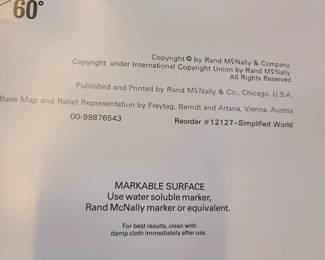 60°
Copyright © by Rand McNally & Company
Copyright under International Copyright Union by Rand McNally
All Rights Reserved
Published and Printed by Rand McNally & Co., Chicago, U.S.A.
Base Map and Relief Representation by Freytag, Berndt and Artaria, Vienna, Austria
00-99876543
Reorder #12127-Simplified World
MARKABLE SURFACE
Use water soluble marker,
Rand McNally marker or equivalent.
For best results, clean with
damp cloth immediately after use.